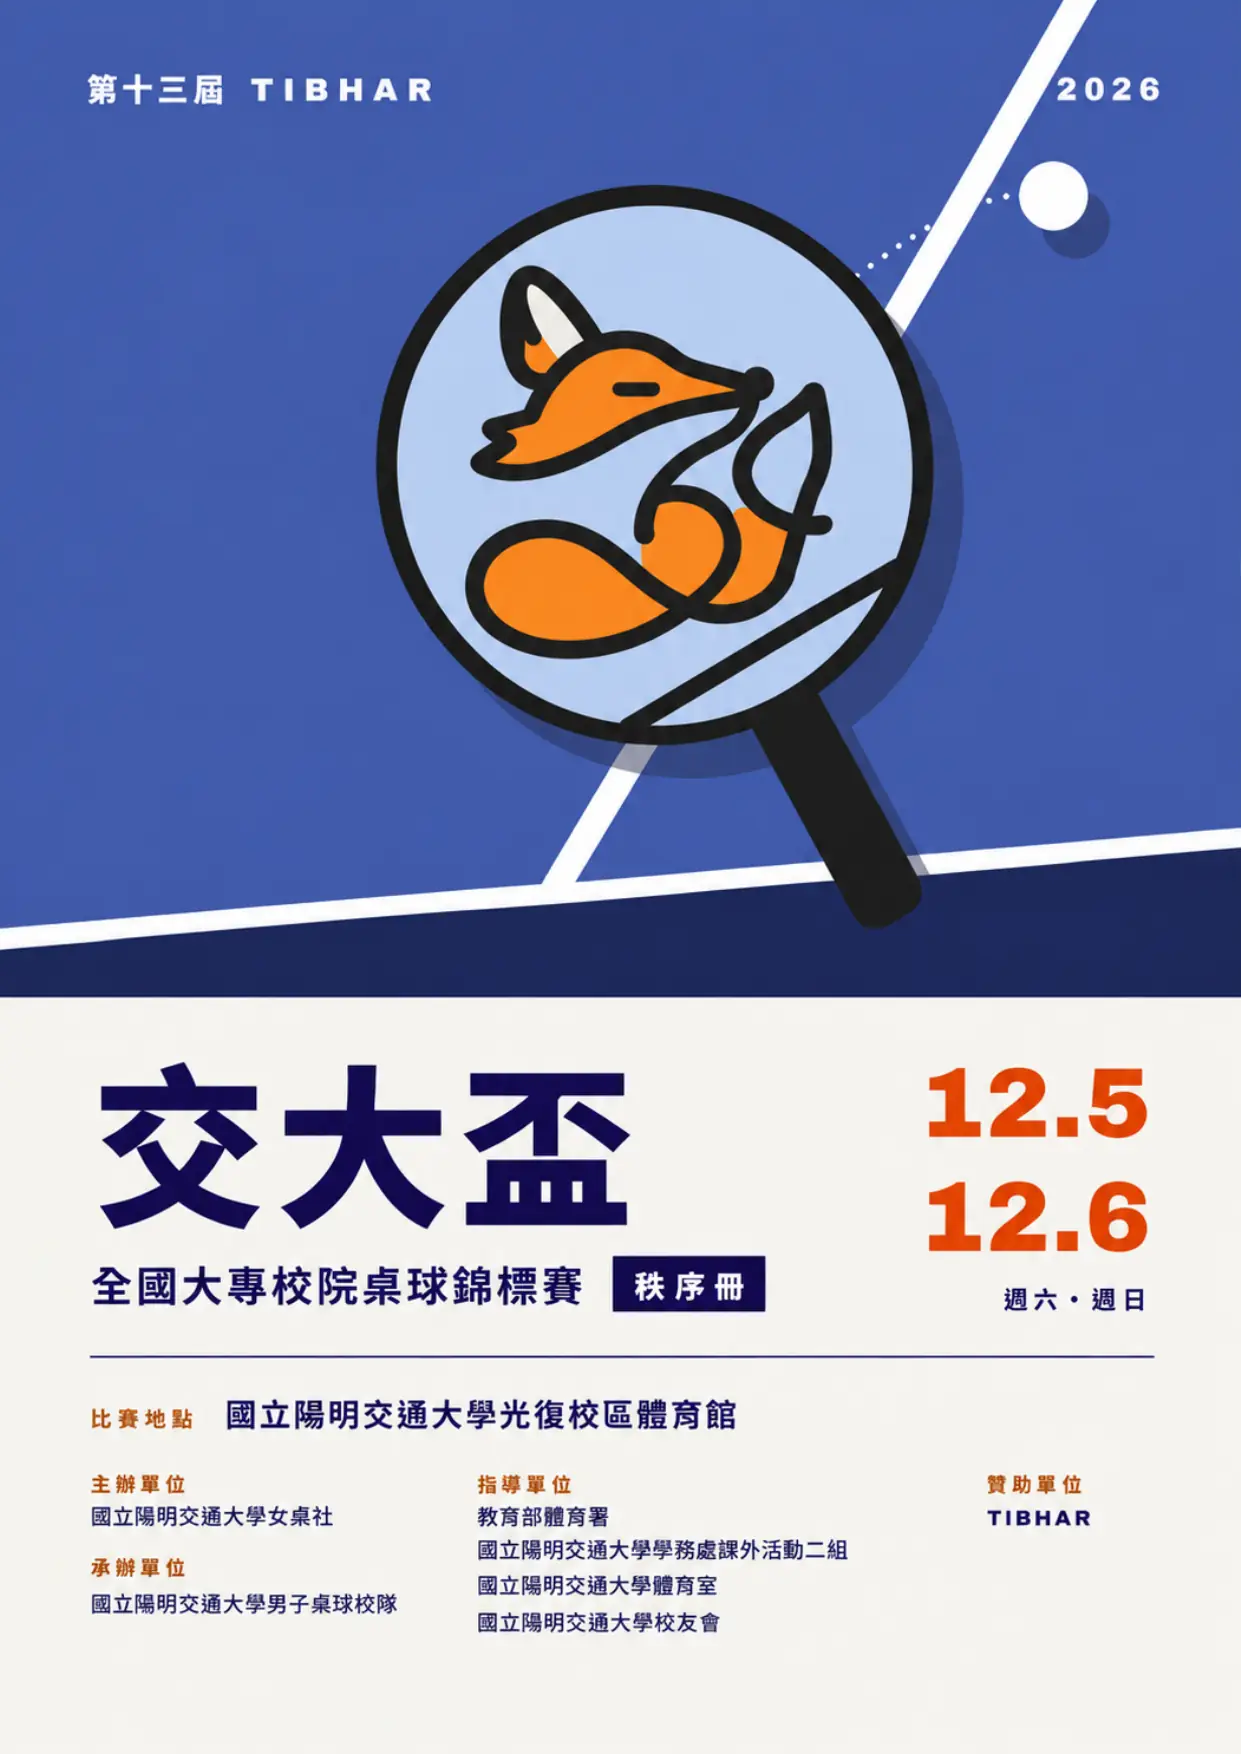 第十三屆 TIBHAR
2026
交大盃
12.5
12.6
全國大專校院桌球錦標賽
秩序冊
週六・週日
比賽地點 國立陽明交通大學光復校區體育館
主辦單位
國立陽明交通大學女桌社
承辦單位
國立陽明交通大學男子桌球校隊
指導單位
教育部體育署
國立陽明交通大學學務處課外活動二組
國立陽明交通大學體育室
國立陽明交通大學校友會
贊助單位
TIBHAR